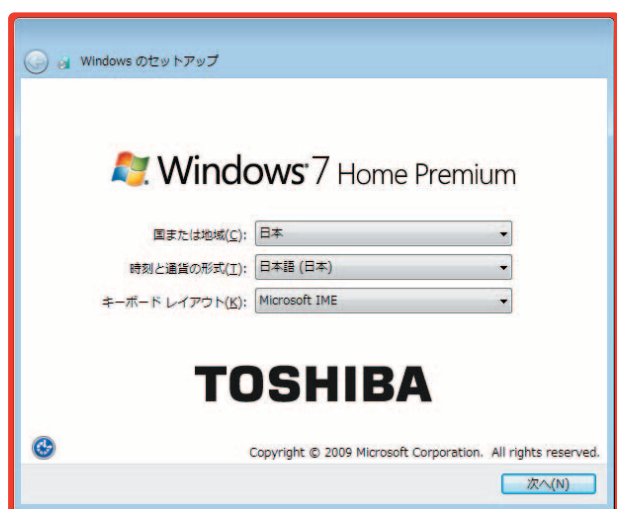 Windows のセットアップ
Windows 7 Home Premium
国または地域(C): 日本
時刻と通貨の形式(T): 日本語 (日本)
キーボード レイアウト(K): Microsoft IME
TOSHIBA
Copyright © 2009 Microsoft Corporation. All rights reserved.
次へ(N)